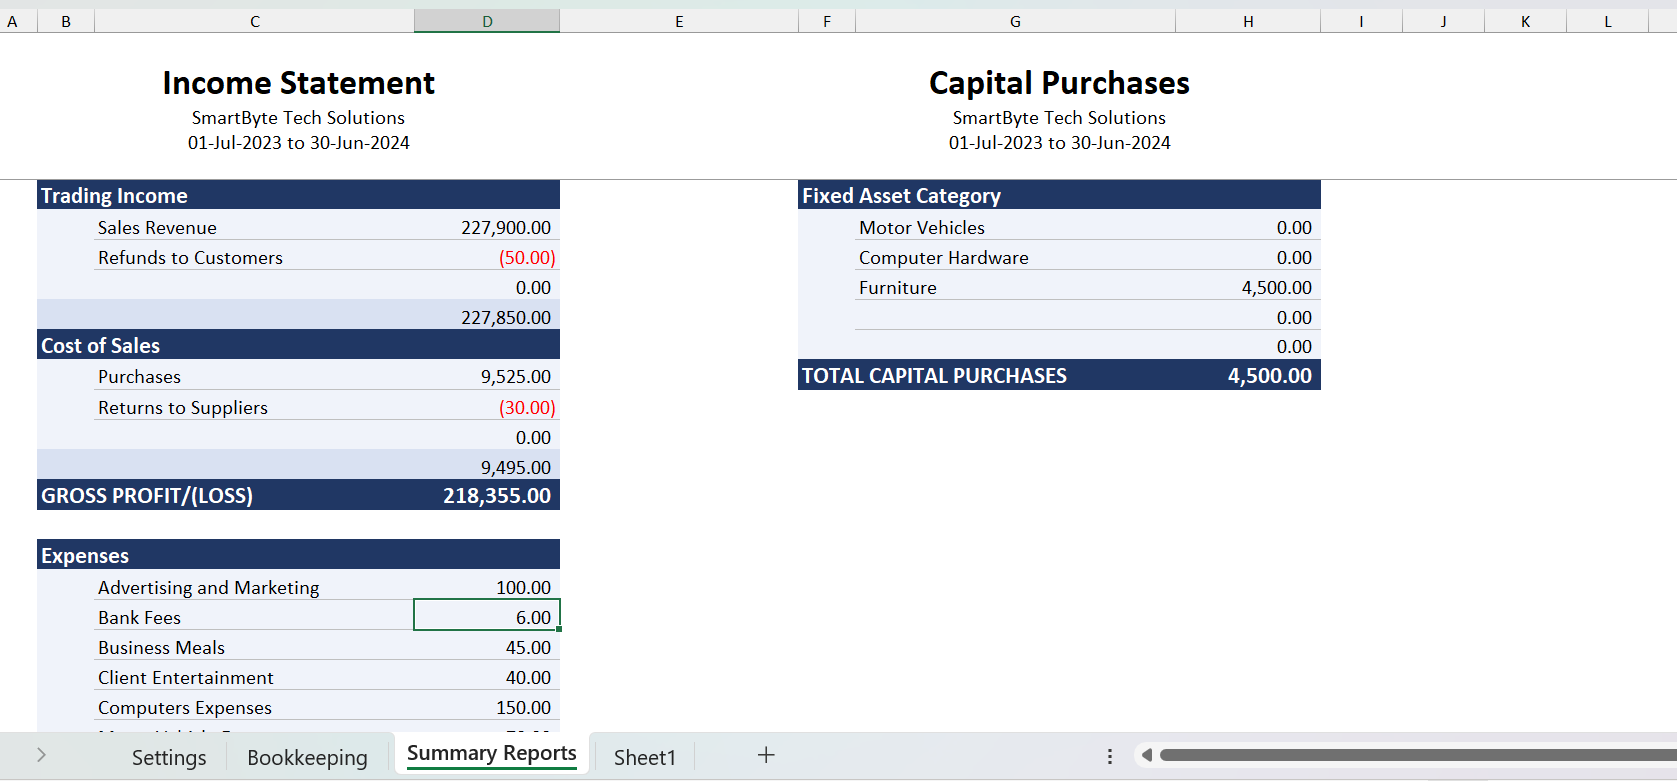 A B C D E F G H I J K L
Income Statement
SmartByte Tech Solutions
01-Jul-2023 to 30-Jun-2024
Capital Purchases
SmartByte Tech Solutions
01-Jul-2023 to 30-Jun-2024
Trading Income
Sales Revenue 227,900.00
Refunds to Customers (50.00)
0.00
227,850.00
Cost of Sales
Purchases 9,525.00
Returns to Suppliers (30.00)
0.00
9,495.00
GROSS PROFIT/(LOSS) 218,355.00
Expenses
Advertising and Marketing 100.00
Bank Fees 6.00
Business Meals 45.00
Client Entertainment 40.00
Computers Expenses 150.00
Fixed Asset Category
Motor Vehicles 0.00
Computer Hardware 0.00
Furniture 4,500.00
0.00
0.00
TOTAL CAPITAL PURCHASES 4,500.00
Settings Bookkeeping Summary Reports Sheet1 +